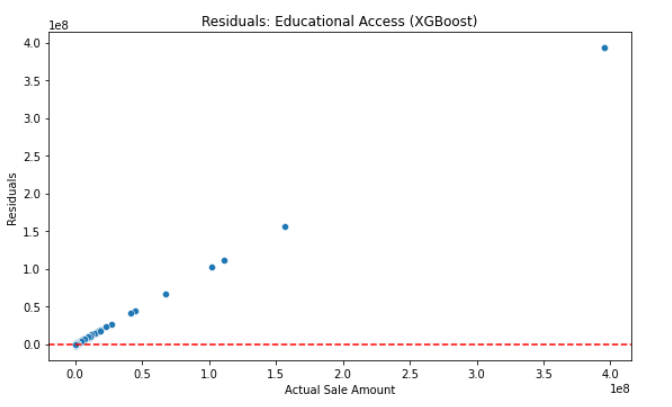 Residuals: Educational Access (XGBoost)
1e8
4.0
3.5
3.0
2.5
2.0
1.5
1.0
0.5
0.0
Residuals
0.0 0.5 1.0 1.5 2.0 2.5 3.0 3.5 4.0
Actual Sale Amount
1e8